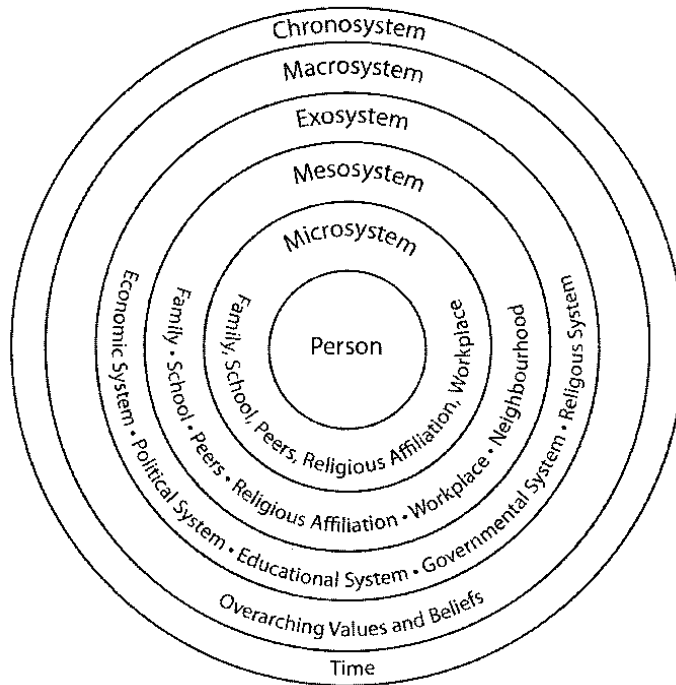 Chronosystem
Macrosystem
Exosystem
Mesosystem
Microsystem
Person
Family, School, Peers, Religious Affiliation, Workplace
Family • School • Peers • Religious Affiliation • Workplace • Neighbourhood
Economic System • Political System • Educational System • Governmental System • Religous System
Overarching Values and Beliefs
Time